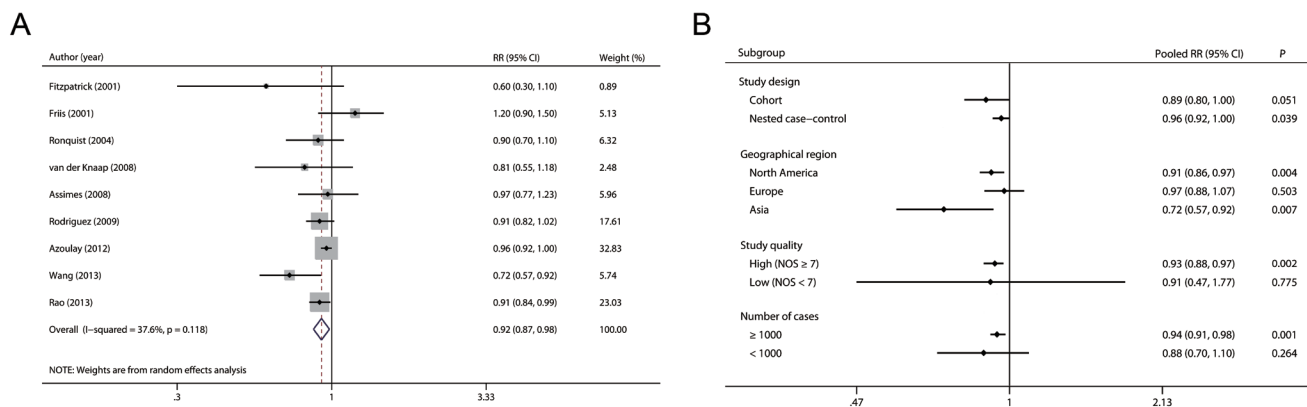 A
Author (year) RR (95% CI) Weight (%)
Fitzpatrick (2001) 0.60 (0.30, 1.10) 0.89
Friis (2001) 1.20 (0.90, 1.50) 5.13
Ronquist (2004) 0.90 (0.70, 1.10) 6.32
van der Knaap (2008) 0.81 (0.55, 1.18) 2.48
Assimes (2008) 0.97 (0.77, 1.23) 5.96
Rodriguez (2009) 0.91 (0.82, 1.02) 17.61
Azoulay (2012) 0.96 (0.92, 1.00) 32.83
Wang (2013) 0.72 (0.57, 0.92) 5.74
Rao (2013) 0.91 (0.84, 0.99) 23.03
Overall (I−squared = 37.6%, p = 0.118) 0.92 (0.87, 0.98) 100.00
NOTE: Weights are from random effects analysis
.3 1 3.33
B
Subgroup Pooled RR (95% CI) P
Study design
Cohort 0.89 (0.80, 1.00) 0.051
Nested case−control 0.96 (0.92, 1.00) 0.039
Geographical region
North America 0.91 (0.86, 0.97) 0.004
Europe 0.97 (0.88, 1.07) 0.503
Asia 0.72 (0.57, 0.92) 0.007
Study quality
High (NOS ≥ 7) 0.93 (0.88, 0.97) 0.002
Low (NOS < 7) 0.91 (0.47, 1.77) 0.775
Number of cases
≥ 1000 0.94 (0.91, 0.98) 0.001
< 1000 0.88 (0.70, 1.10) 0.264
.47 1 2.13